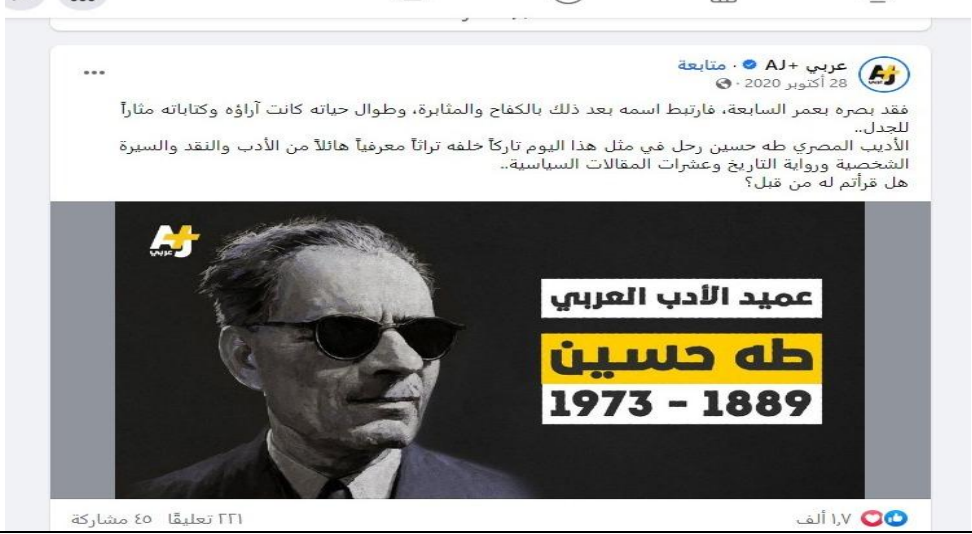 عربي +AJ · متابعة
28 أكتوبر 2020 ·
فقد بصره بعمر السابعة، فارتبط اسمه بعد ذلك بالكفاح والمثابرة، وطوال حياته كانت آراؤه وكتاباته مثاراً
للجدل..
الأديب المصري طه حسين رحل في مثل هذا اليوم تاركاً خلفه تراثاً معرفياً هائلاً من الأدب والنقد والسيرة
الشخصية ورواية التاريخ وعشرات المقالات السياسية..
هل قرأتم له من قبل؟
AJ+
عربي
عميد الأدب العربي
طه حسين
1889 - 1973
١,٧ ألف
٢٢١ تعليقًا ٤٥ مشاركة